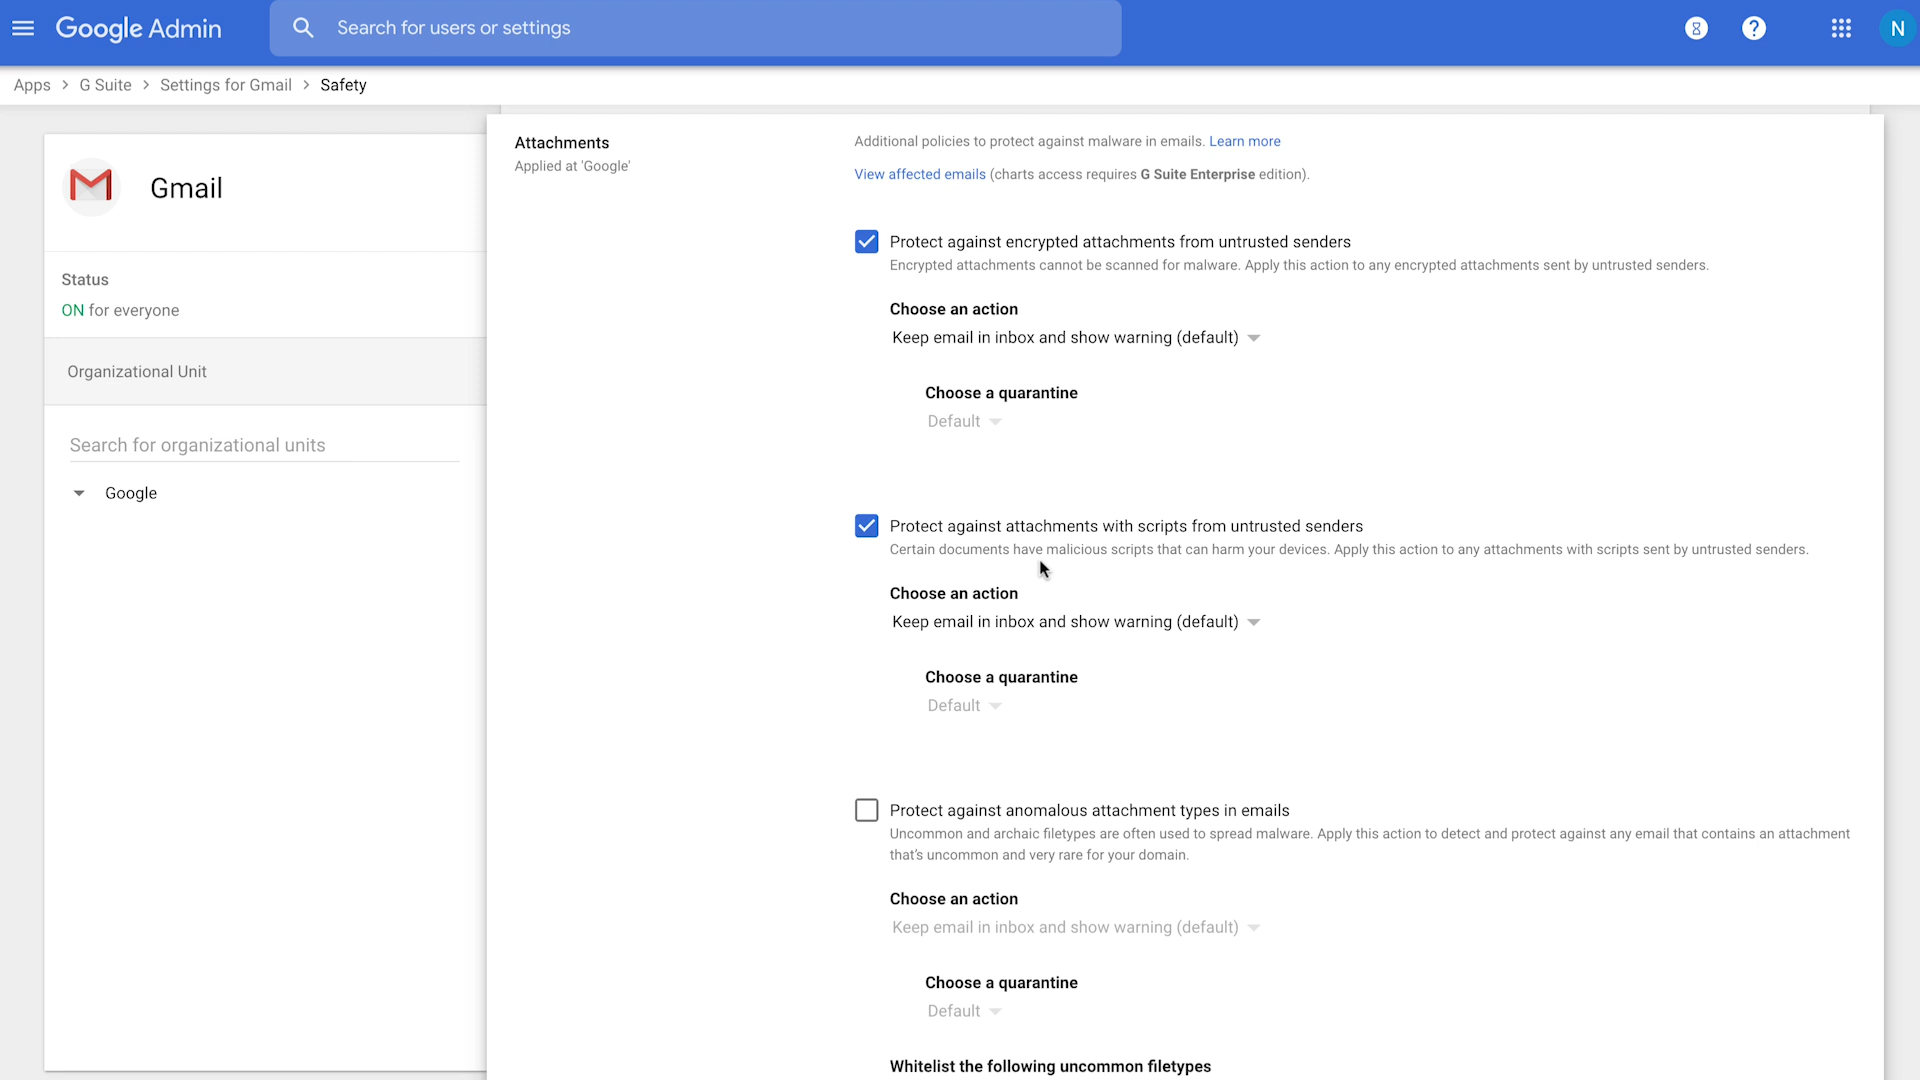 Google Admin
Search for users or settings
N
Apps > G Suite > Settings for Gmail > Safety
Gmail
Status
ON for everyone
Organizational Unit
Search for organizational units
Google
Attachments
Applied at 'Google'
Additional policies to protect against malware in emails. Learn more
View affected emails (charts access requires G Suite Enterprise edition).
Protect against encrypted attachments from untrusted senders
Encrypted attachments cannot be scanned for malware. Apply this action to any encrypted attachments sent by untrusted senders.
Choose an action
Keep email in inbox and show warning (default)
Choose a quarantine
Default
Protect against attachments with scripts from untrusted senders
Certain documents have malicious scripts that can harm your devices. Apply this action to any attachments with scripts sent by untrusted senders.
Choose an action
Keep email in inbox and show warning (default)
Choose a quarantine
Default
Protect against anomalous attachment types in emails
Uncommon and archaic filetypes are often used to spread malware. Apply this action to detect and protect against any email that contains an attachment
that's uncommon and very rare for your domain.
Choose an action
Keep email in inbox and show warning (default)
Choose a quarantine
Default
Whitelist the following uncommon filetypes